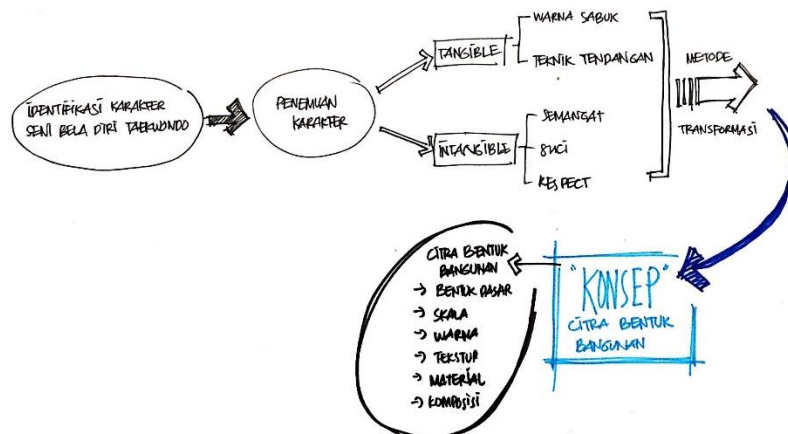 IDENTIFIKASI KARAKTER
SENI BELA DIRI TAEKWONDO
PENEMUAN
KARAKTER
TANGIBLE
WARNA SABUK
TEKNIK TENDANGAN
INTANGIBLE
SEMANGAT
SUCI
RESPECT
METODE
TRANSFORMASI
"KONSEP"
CITRA BENTUK
BANGUNAN
CITRA BENTUK
BANGUNAN
→ BENTUK DASAR
→ SKALA
→ WARNA
→ TEKSTUR
→ MATERIAL
→ KOMPOSISI